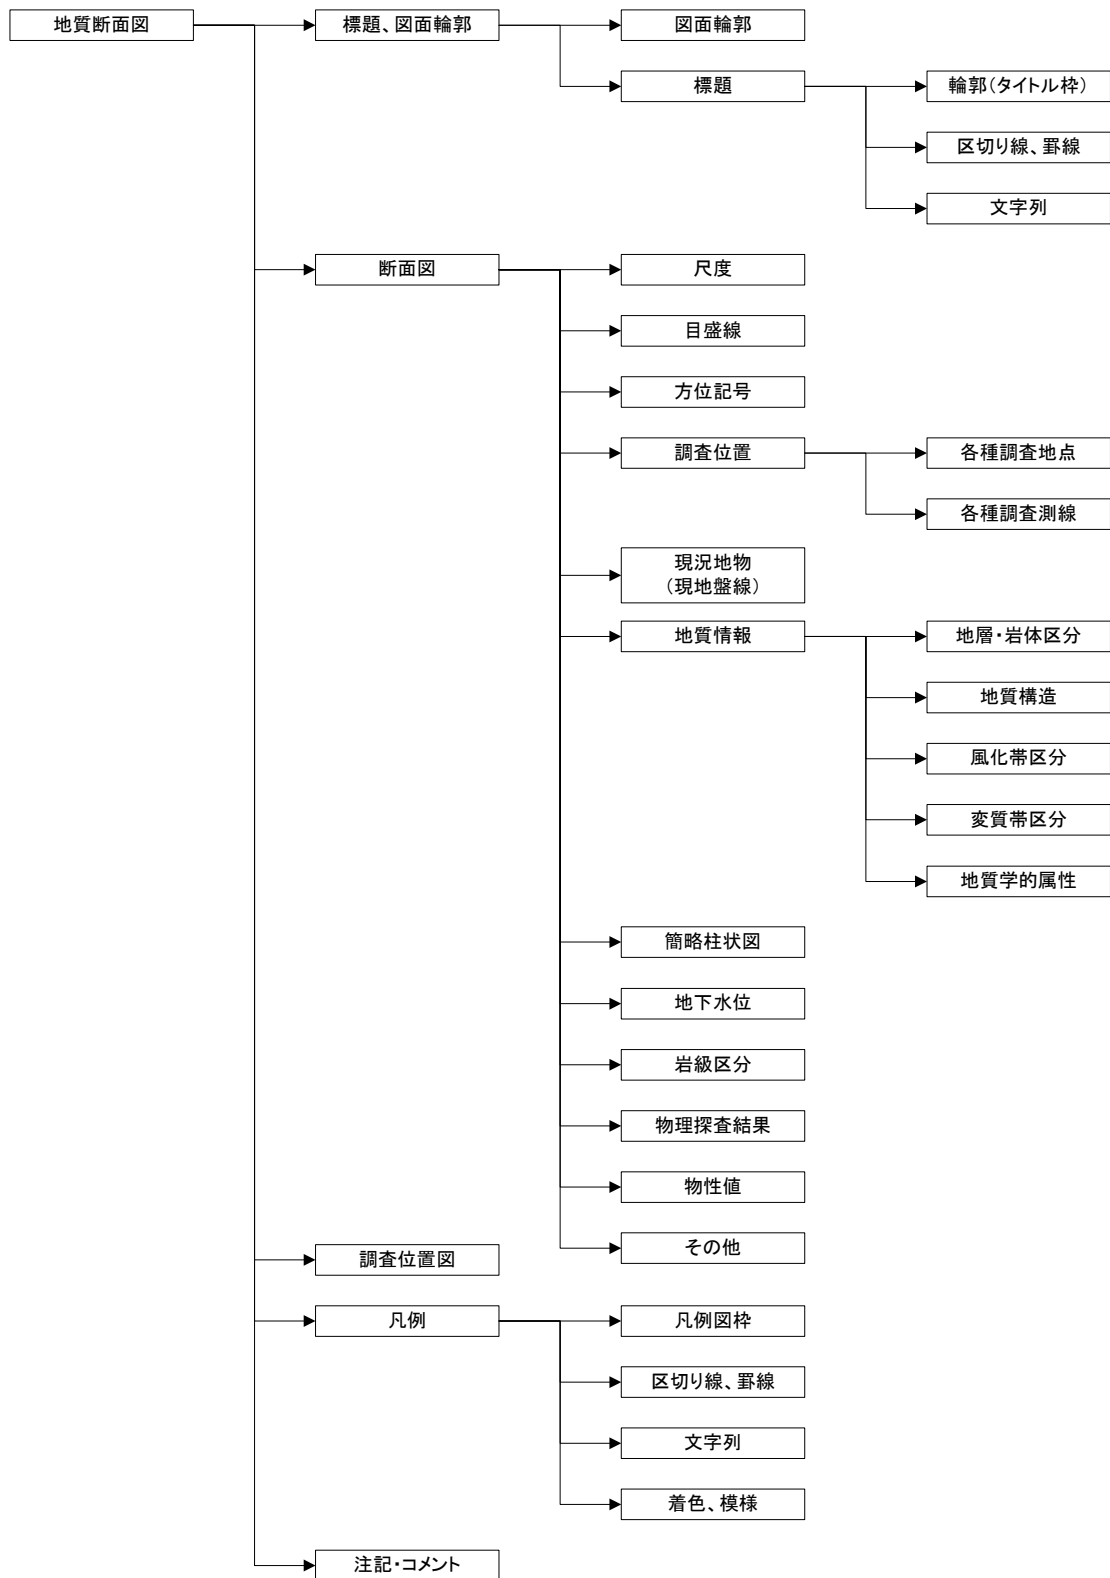 地質断面図
標題、図面輪郭
図面輪郭
標題
輪郭(タイトル枠)
区切り線、罫線
文字列
断面図
尺度
目盛線
方位記号
調査位置
各種調査地点
各種調査測線
現況地物
(現地盤線)
地質情報
地層・岩体区分
地質構造
風化帯区分
変質帯区分
地質学的属性
簡略柱状図
地下水位
岩級区分
物理探査結果
物性値
その他
調査位置図
凡例
凡例図枠
区切り線、罫線
文字列
着色、模様
注記・コメント